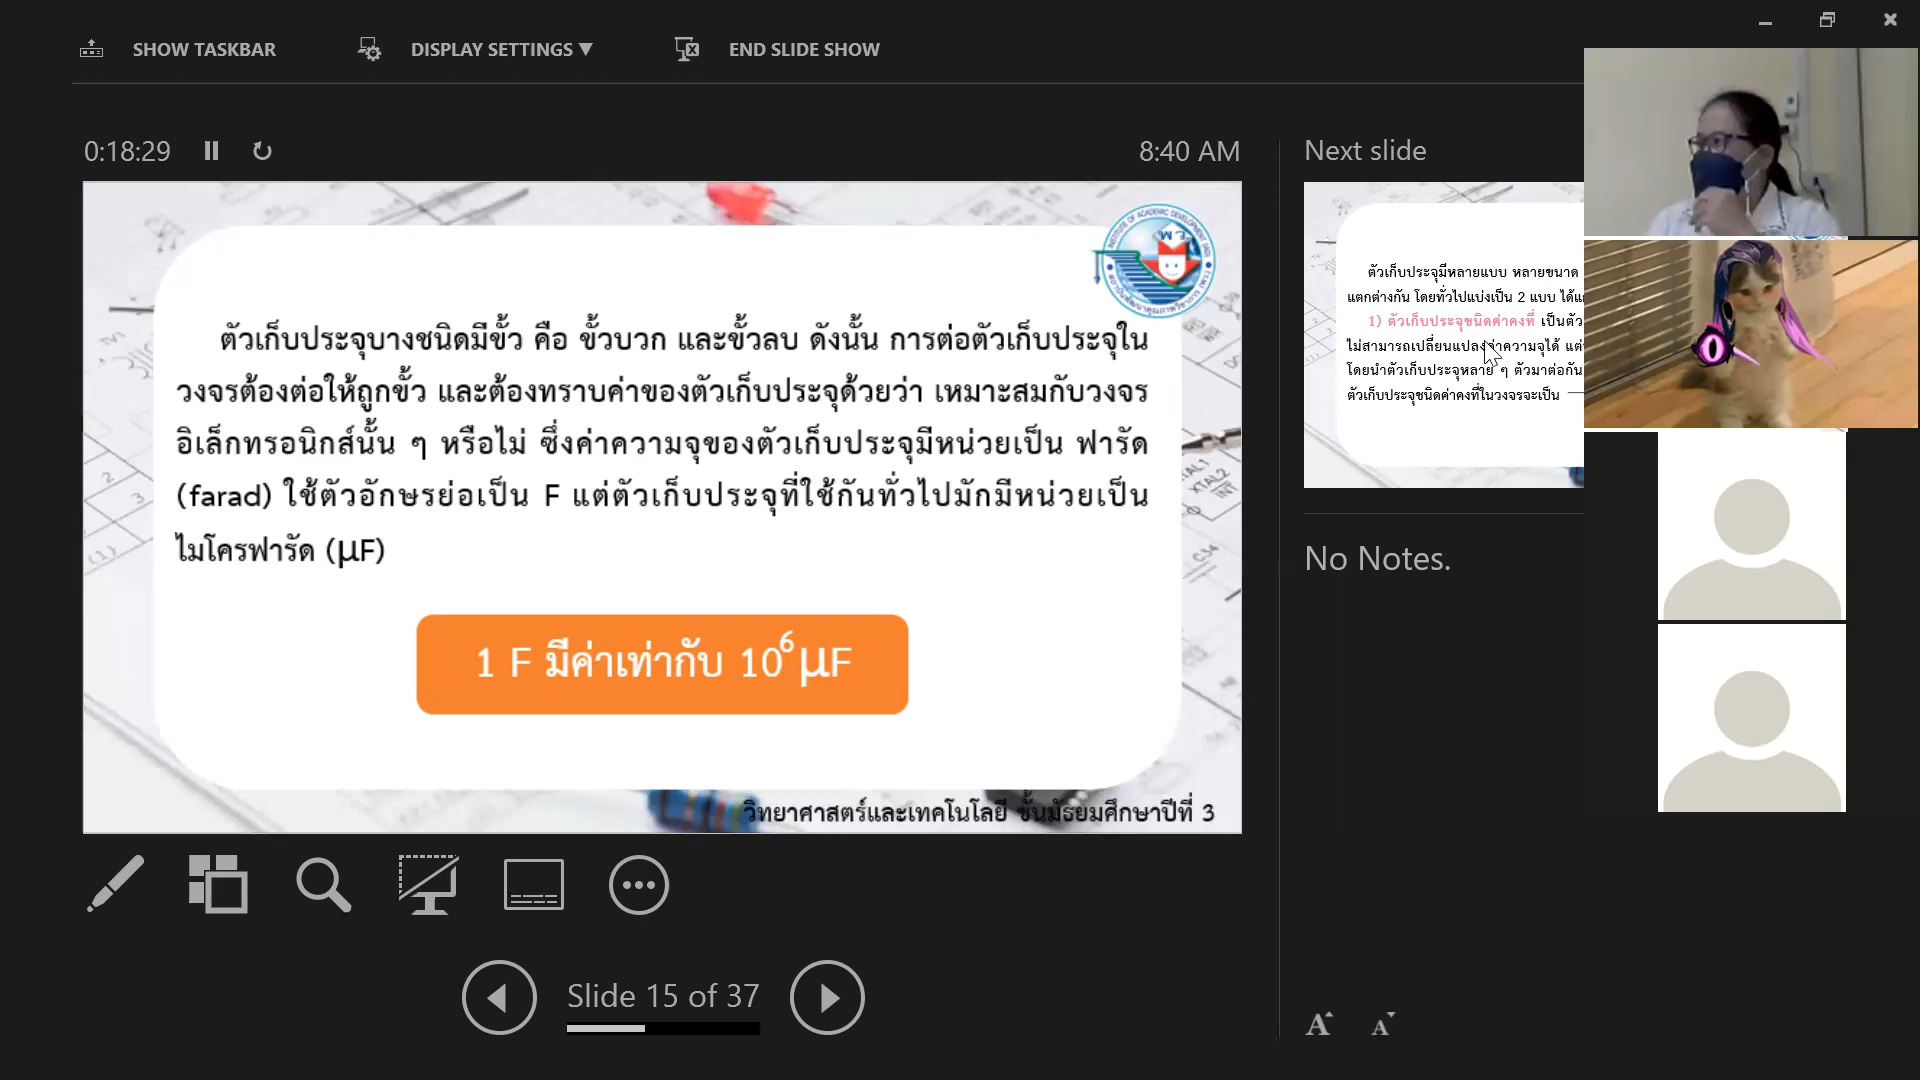 SHOW TASKBAR
DISPLAY SETTINGS ▼
END SLIDE SHOW
0:18:29
8:40 AM
Next slide
ตัวเก็บประจุบางชนิดมีขั้ว คือ ขั้วบวก และขั้วลบ ดังนั้น การต่อตัวเก็บประจุใน
วงจรต้องต่อให้ถูกขั้ว และต้องทราบค่าของตัวเก็บประจุด้วยว่า เหมาะสมกับวงจร
อิเล็กทรอนิกส์นั้น ๆ หรือไม่ ซึ่งค่าความจุของตัวเก็บประจุมีหน่วยเป็น ฟารัด
(farad) ใช้ตัวอักษรย่อเป็น F แต่ตัวเก็บประจุที่ใช้กันทั่วไปมักมีหน่วยเป็น
ไมโครฟารัด (µF)
1 F มีค่าเท่ากับ 10⁶ µF
วิทยาศาสตร์และเทคโนโลยี ชั้นมัธยมศึกษาปีที่ 3
พว.
INSTITUTE OF ACADEMIC DEVELOPMENT
XTAL1
XTAL2
INT
C34
2
3
(1)
ตัวเก็บประจุมีหลายแบบ หลายขนาด
แตกต่างกัน โดยทั่วไปแบ่งเป็น 2 แบบ
1) ตัวเก็บประจุชนิดค่าคงที่ เป็นตัว
ไม่สามารถเปลี่ยนแปลงค่าความจุได้
โดยนำตัวเก็บประจุหลาย ๆ ตัวมาต่อกัน
ตัวเก็บประจุชนิดค่าคงที่ในวงจรจะเป็น
No Notes.
Slide 15 of 37
A
A